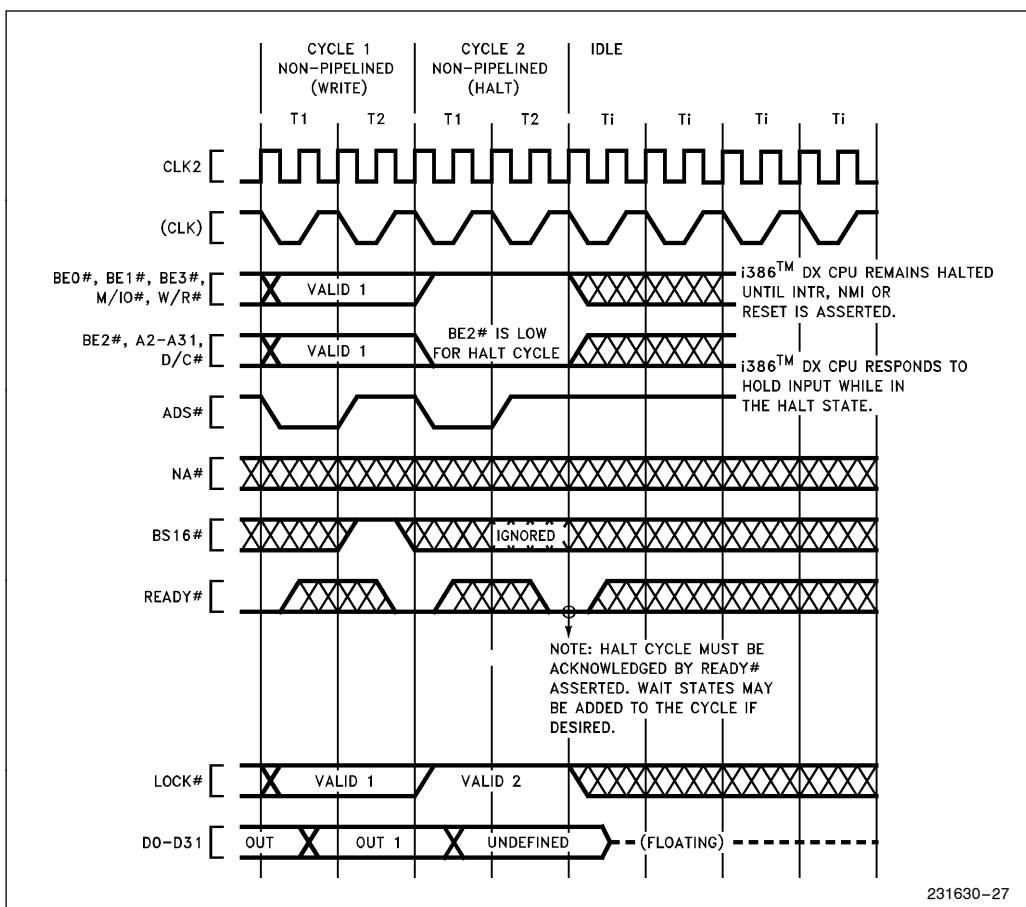 CYCLE 1
NON-PIPELINED
(WRITE)
CYCLE 2
NON-PIPELINED
(HALT)
IDLE
T1 T2 T1 T2 Ti Ti Ti Ti
CLK2
(CLK)
BE0#, BE1#, BE3#,
M/IO#, W/R#
VALID 1
i386™ DX CPU REMAINS HALTED
UNTIL INTR, NMI OR
RESET IS ASSERTED.
BE2#, A2-A31,
D/C#
VALID 1
BE2# IS LOW
FOR HALT CYCLE
i386™ DX CPU RESPONDS TO
HOLD INPUT WHILE IN
THE HALT STATE.
ADS#
NA#
BS16#
IGNORED
READY#
NOTE: HALT CYCLE MUST BE
ACKNOWLEDGED BY READY#
ASSERTED. WAIT STATES MAY
BE ADDED TO THE CYCLE IF
DESIRED.
LOCK#
VALID 1
VALID 2
D0-D31
OUT
OUT 1
UNDEFINED
(FLOATING)
231630-27